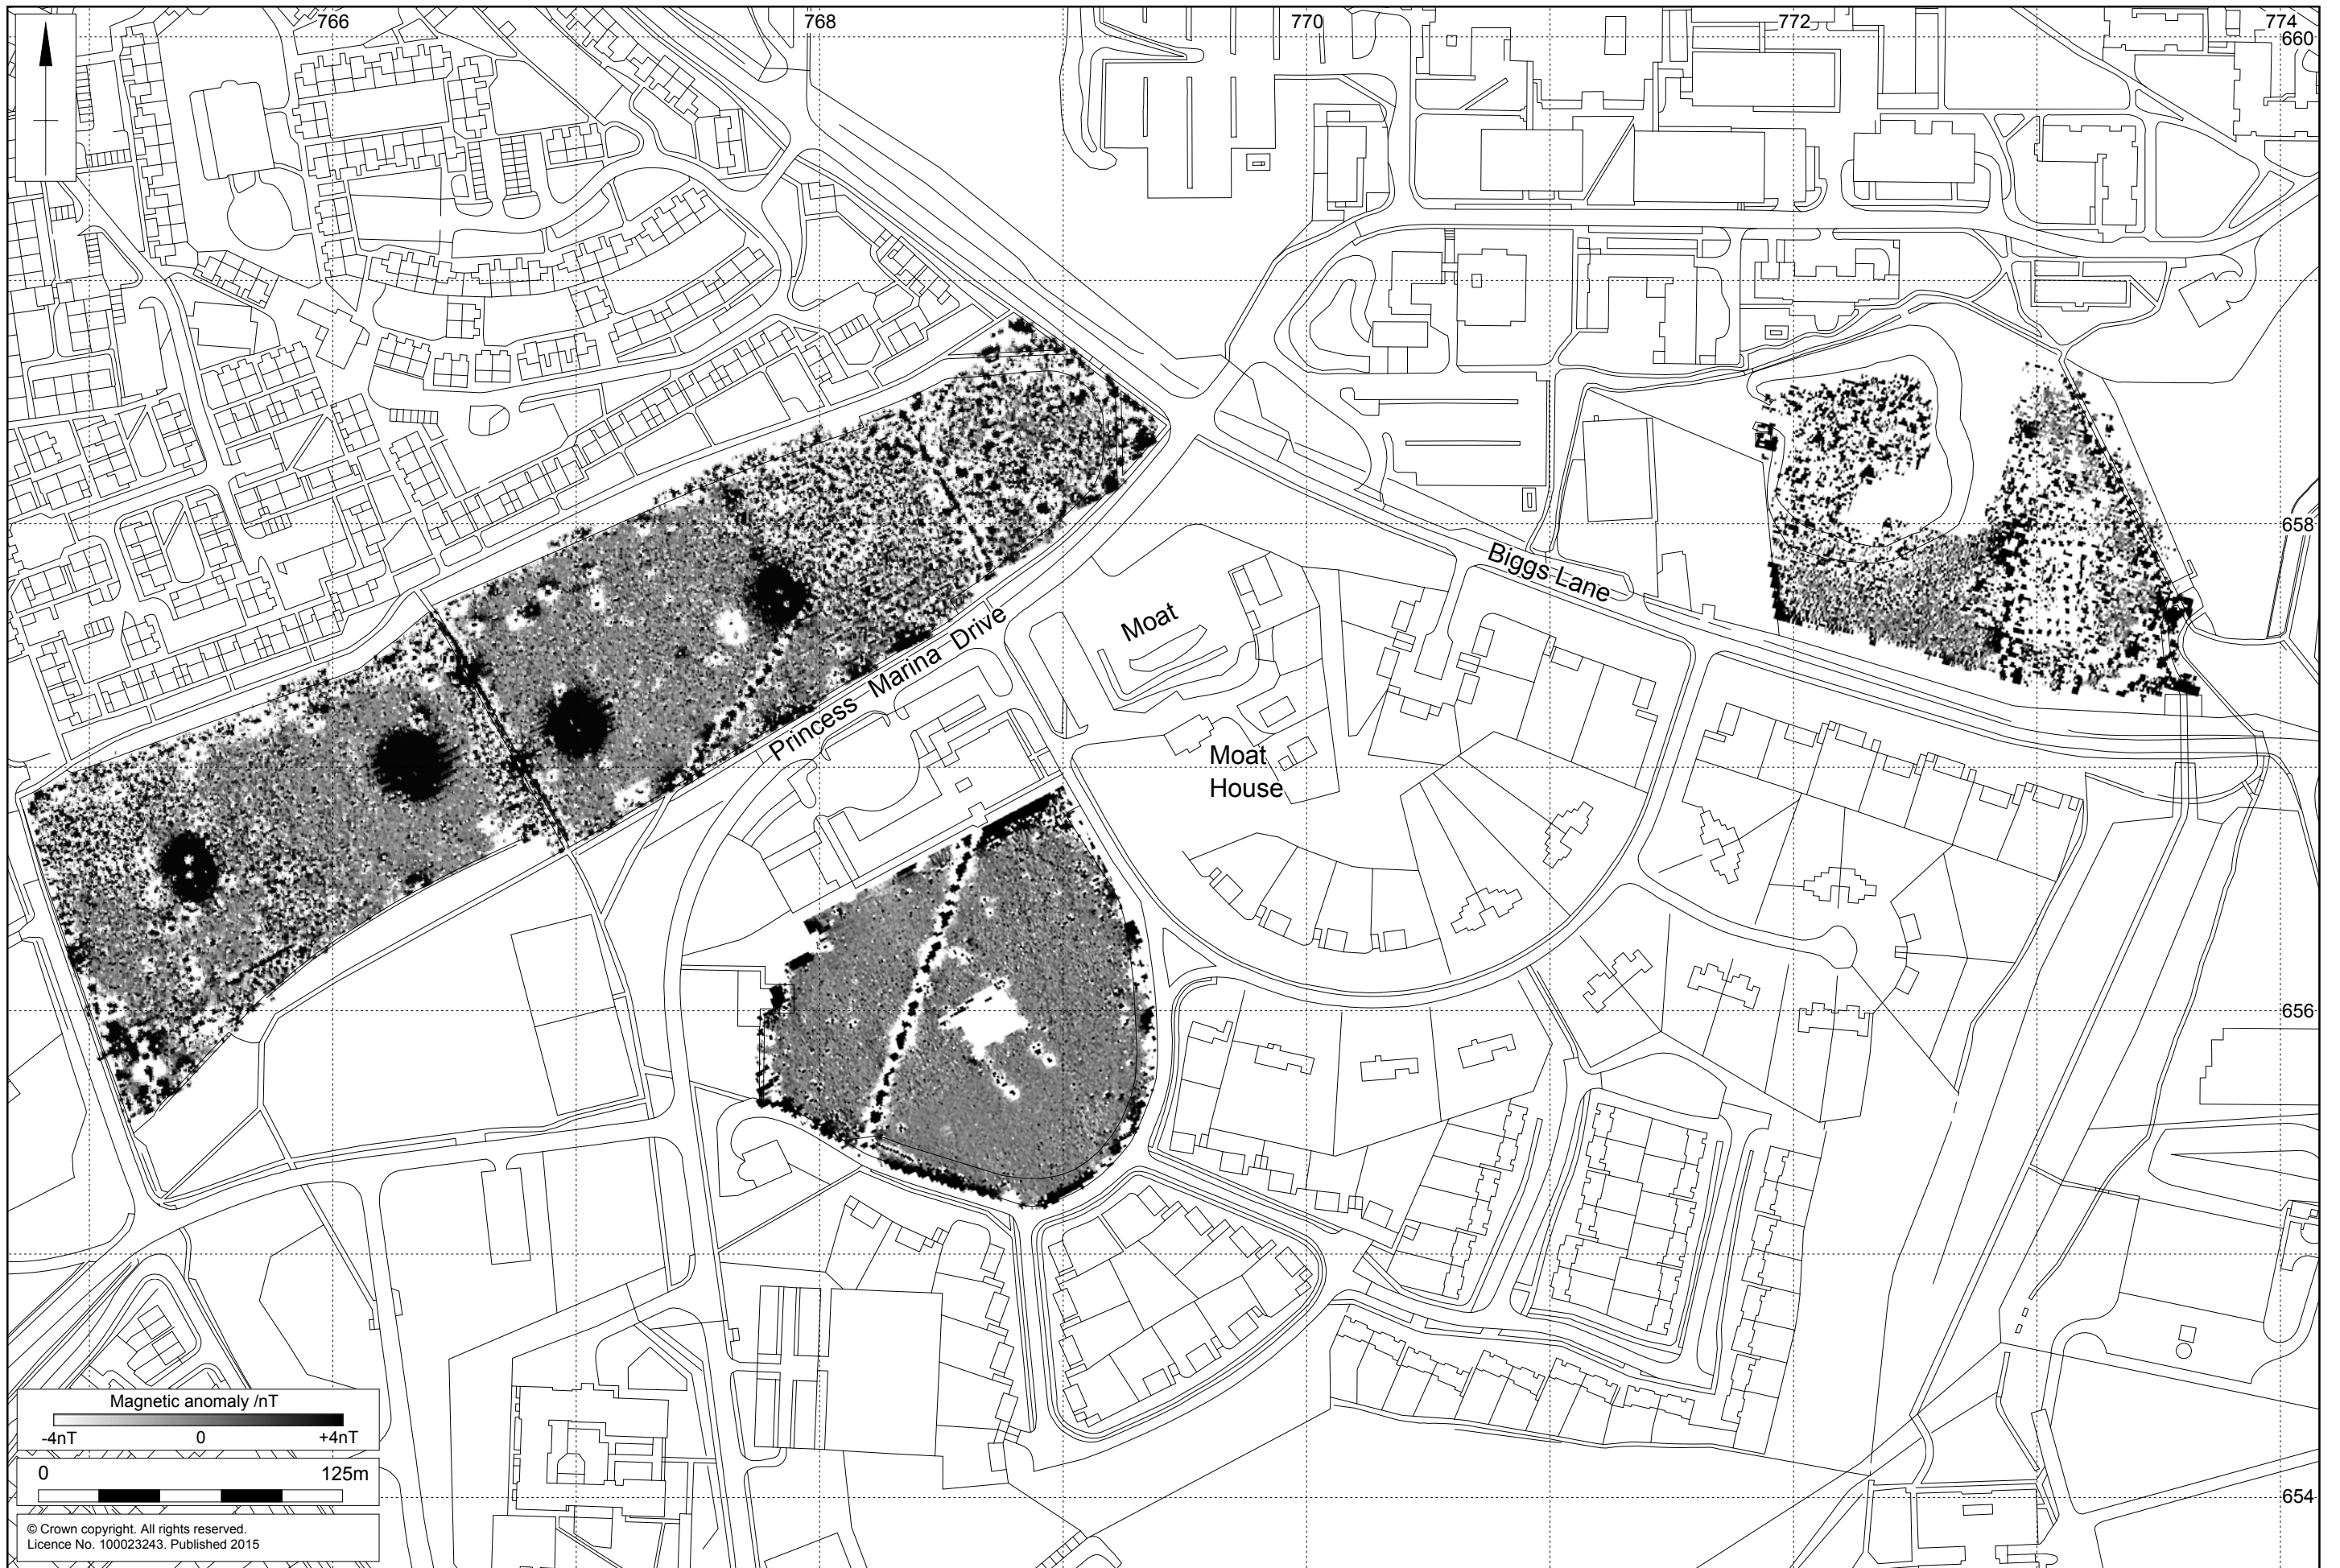 766 768 770 772 774
660
658
Biggs Lane
Moat
Princess Marina Drive
Moat
House
656
Magnetic anomaly /nT
-4nT 0 +4nT
0 125m
654
© Crown copyright. All rights reserved.
Licence No. 100023243. Published 2015